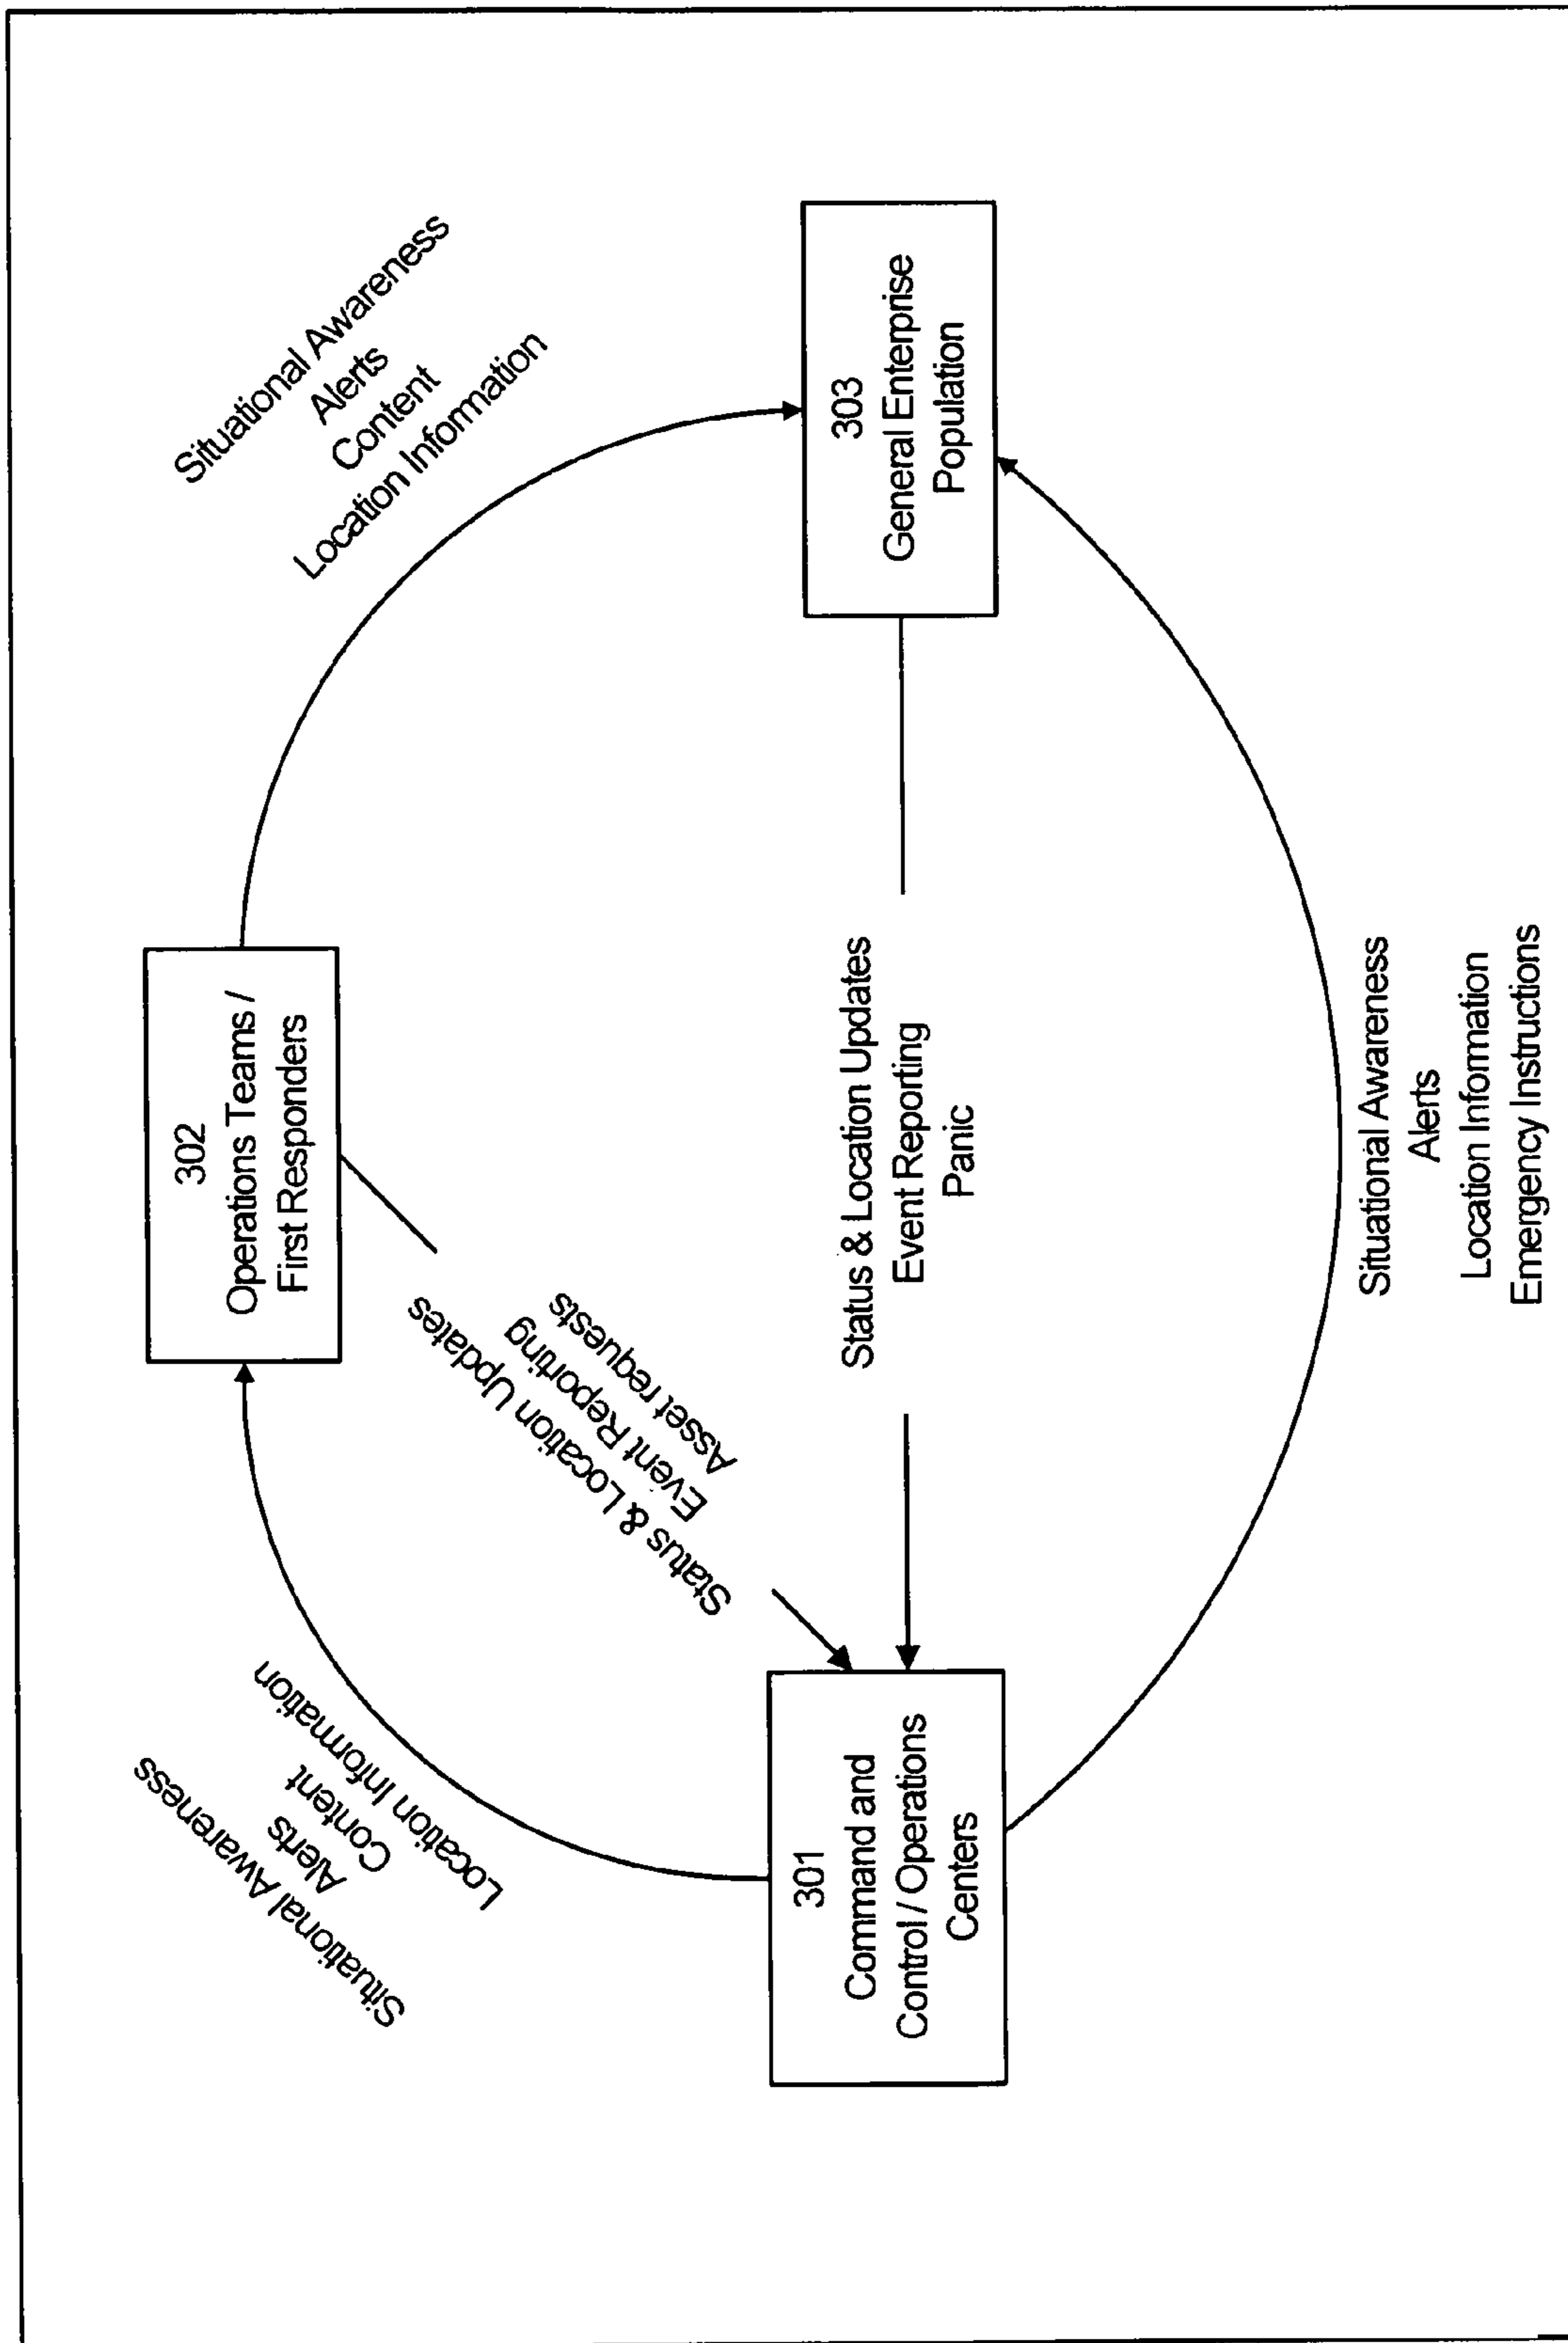 Situational Awareness
Alerts
Content
Location Information
302
Operations Teams /
First Responders
Situational Awareness
Alerts
Content
Location Information
Status & Location Updates
Event Reporting
Asset requests
301
Command and
Control / Operations
Centers
Status & Location Updates
Event Reporting
Panic
303
General Enterprise
Population
Situational Awareness
Alerts
Location Information
Emergency Instructions